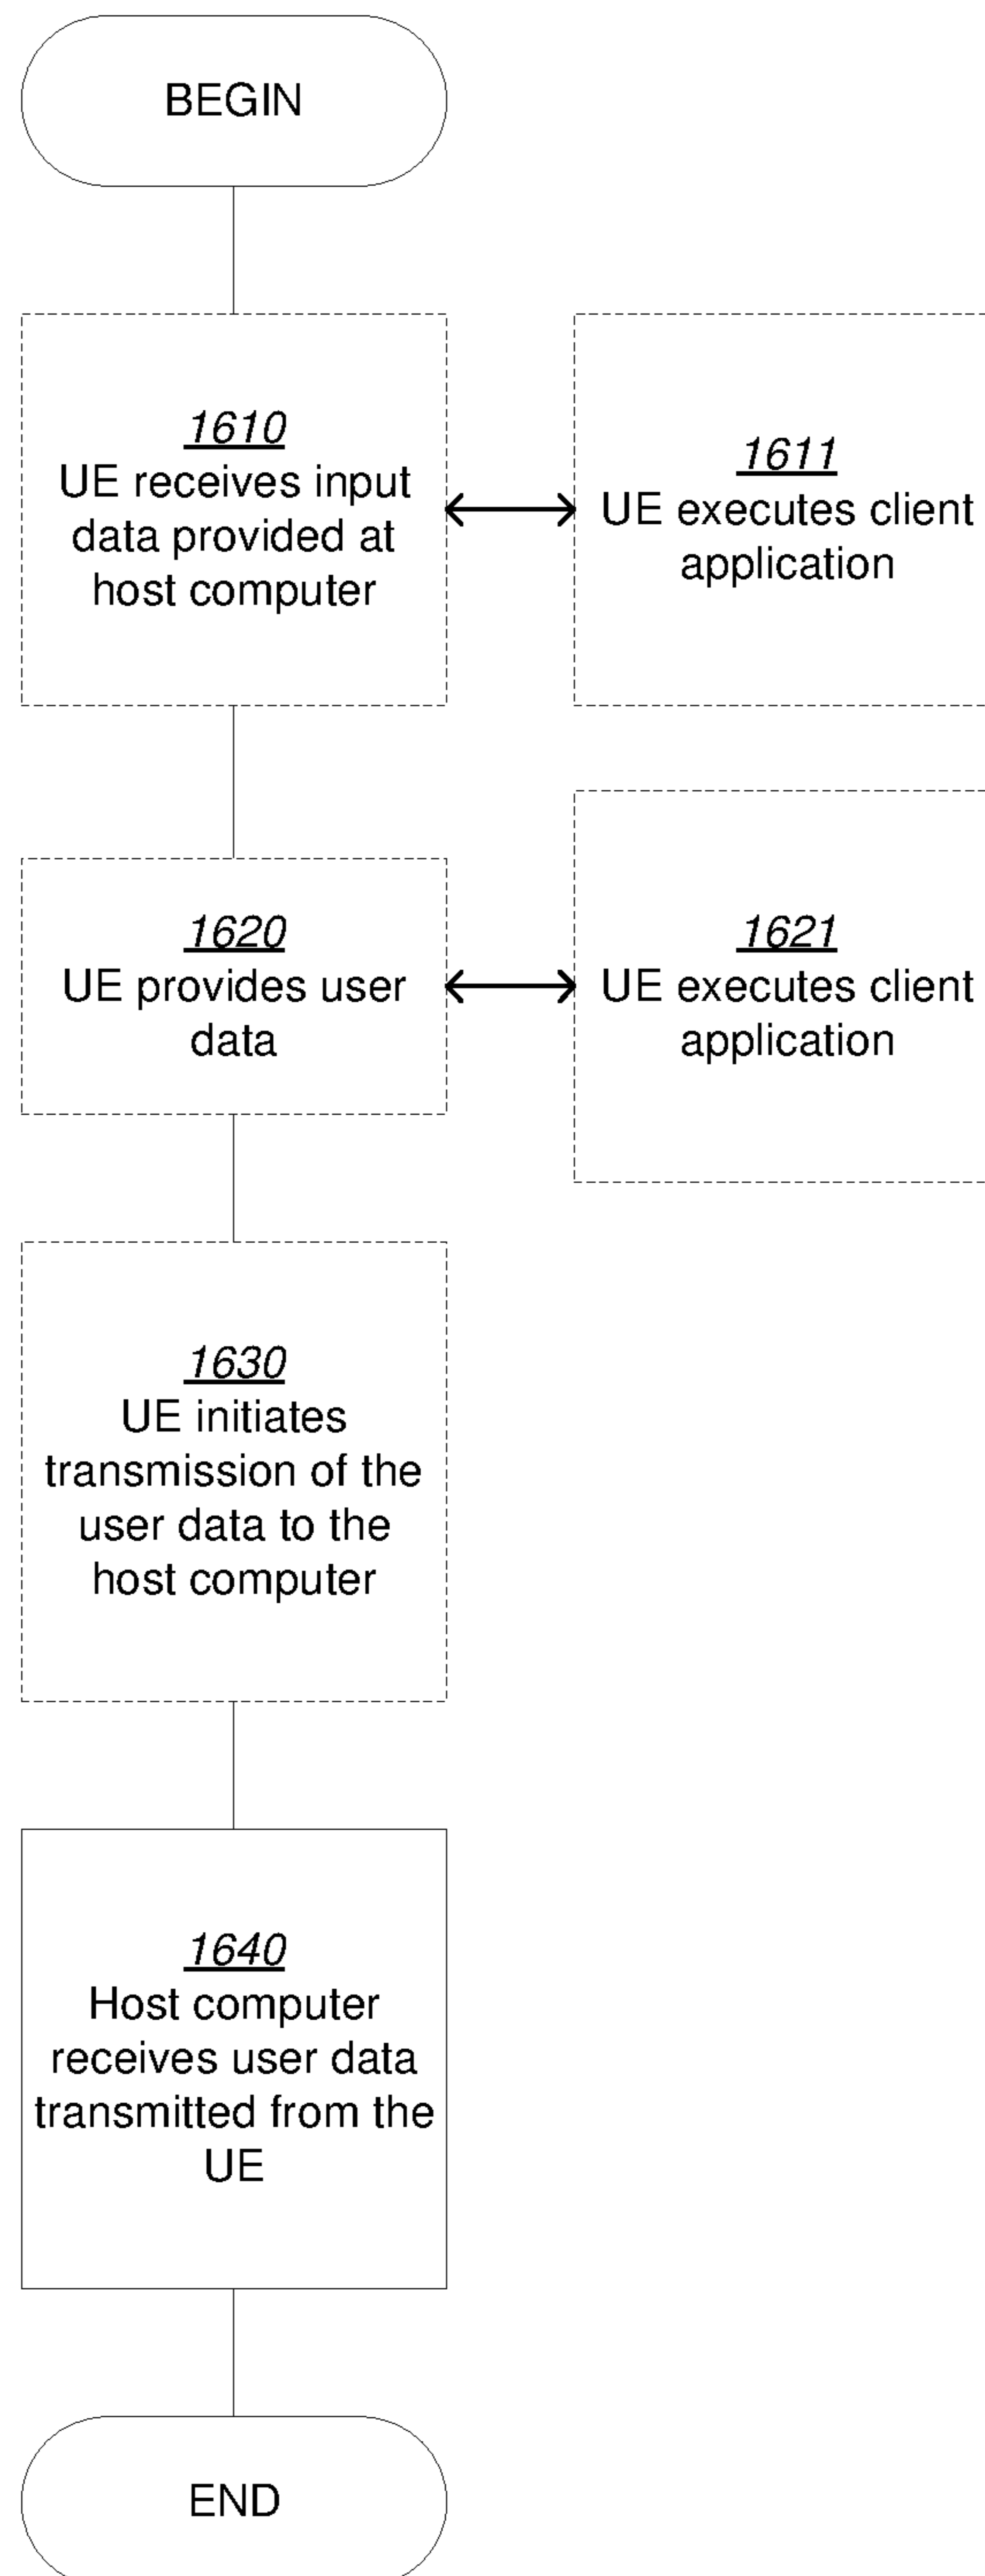 BEGIN
1610
UE receives input
data provided at
host computer
1611
UE executes client
application
1620
UE provides user
data
1621
UE executes client
application
1630
UE initiates
transmission of the
user data to the
host computer
1640
Host computer
receives user data
transmitted from the
UE
END